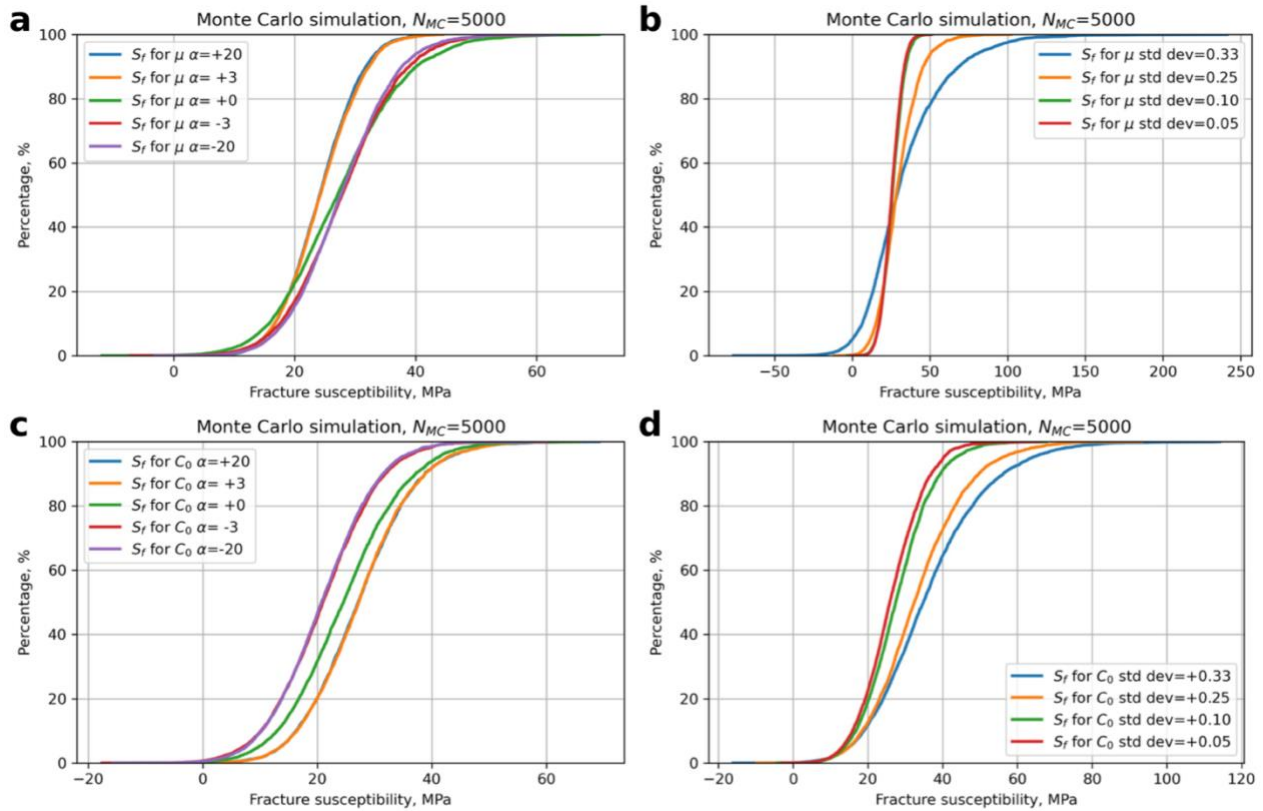 a
Monte Carlo simulation, N_MC=5000
100
80
60
40
20
0
Percentage, %
S_f for μ α=+20
S_f for μ α= +3
S_f for μ α= +0
S_f for μ α= -3
S_f for μ α=-20
0 20 40 60
Fracture susceptibility, MPa
b
Monte Carlo simulation, N_MC=5000
100
80
60
40
20
0
Percentage, %
S_f for μ std dev=0.33
S_f for μ std dev=0.25
S_f for μ std dev=0.10
S_f for μ std dev=0.05
−50 0 50 100 150 200 250
Fracture susceptibility, MPa
c
Monte Carlo simulation, N_MC=5000
100
80
60
40
20
0
Percentage, %
S_f for C_0 α=+20
S_f for C_0 α= +3
S_f for C_0 α= +0
S_f for C_0 α= -3
S_f for C_0 α=-20
−20 0 20 40 60
Fracture susceptibility, MPa
d
Monte Carlo simulation, N_MC=5000
100
80
60
40
20
0
Percentage, %
S_f for C_0 std dev=+0.33
S_f for C_0 std dev=+0.25
S_f for C_0 std dev=+0.10
S_f for C_0 std dev=+0.05
−20 0 20 40 60 80 100 120
Fracture susceptibility, MPa